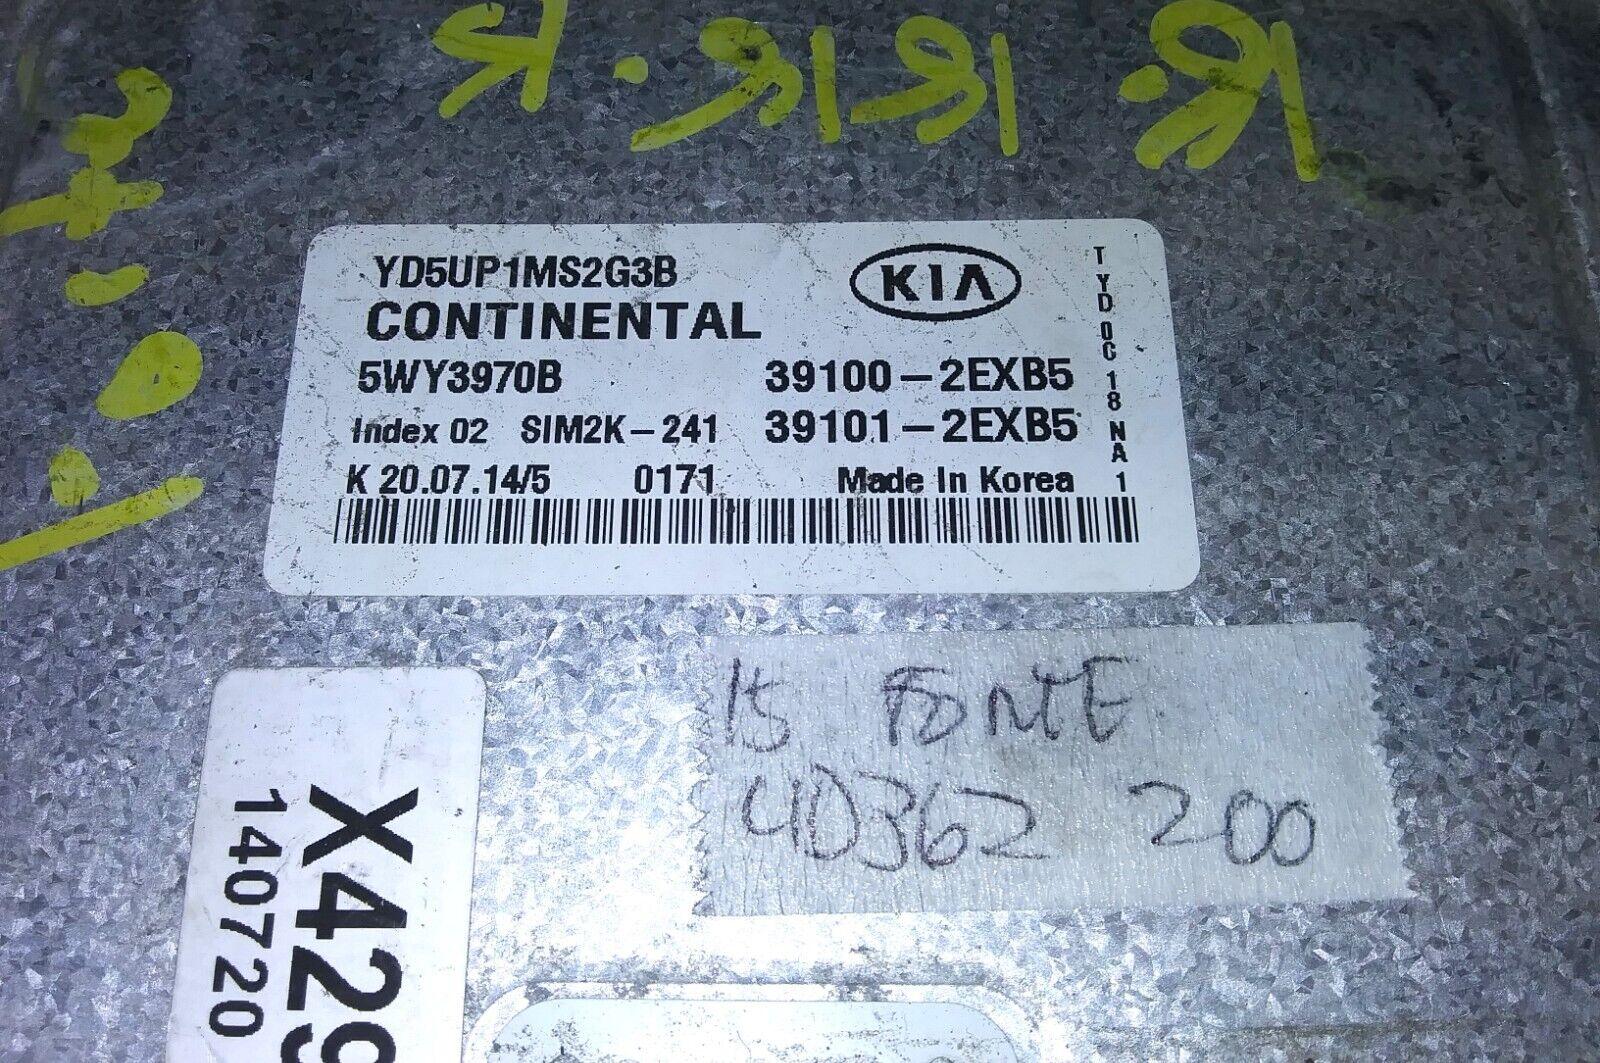 YD5UP1MS2G3B
KIA
CONTINENTAL
5WY3970B 39100-2EXB5
Index 02 SIM2K-241 39101-2EXB5
K 20.07.14/5 0171 Made In Korea
TYD0C18NA1
15 FORTE
4D362 200
X429
140720